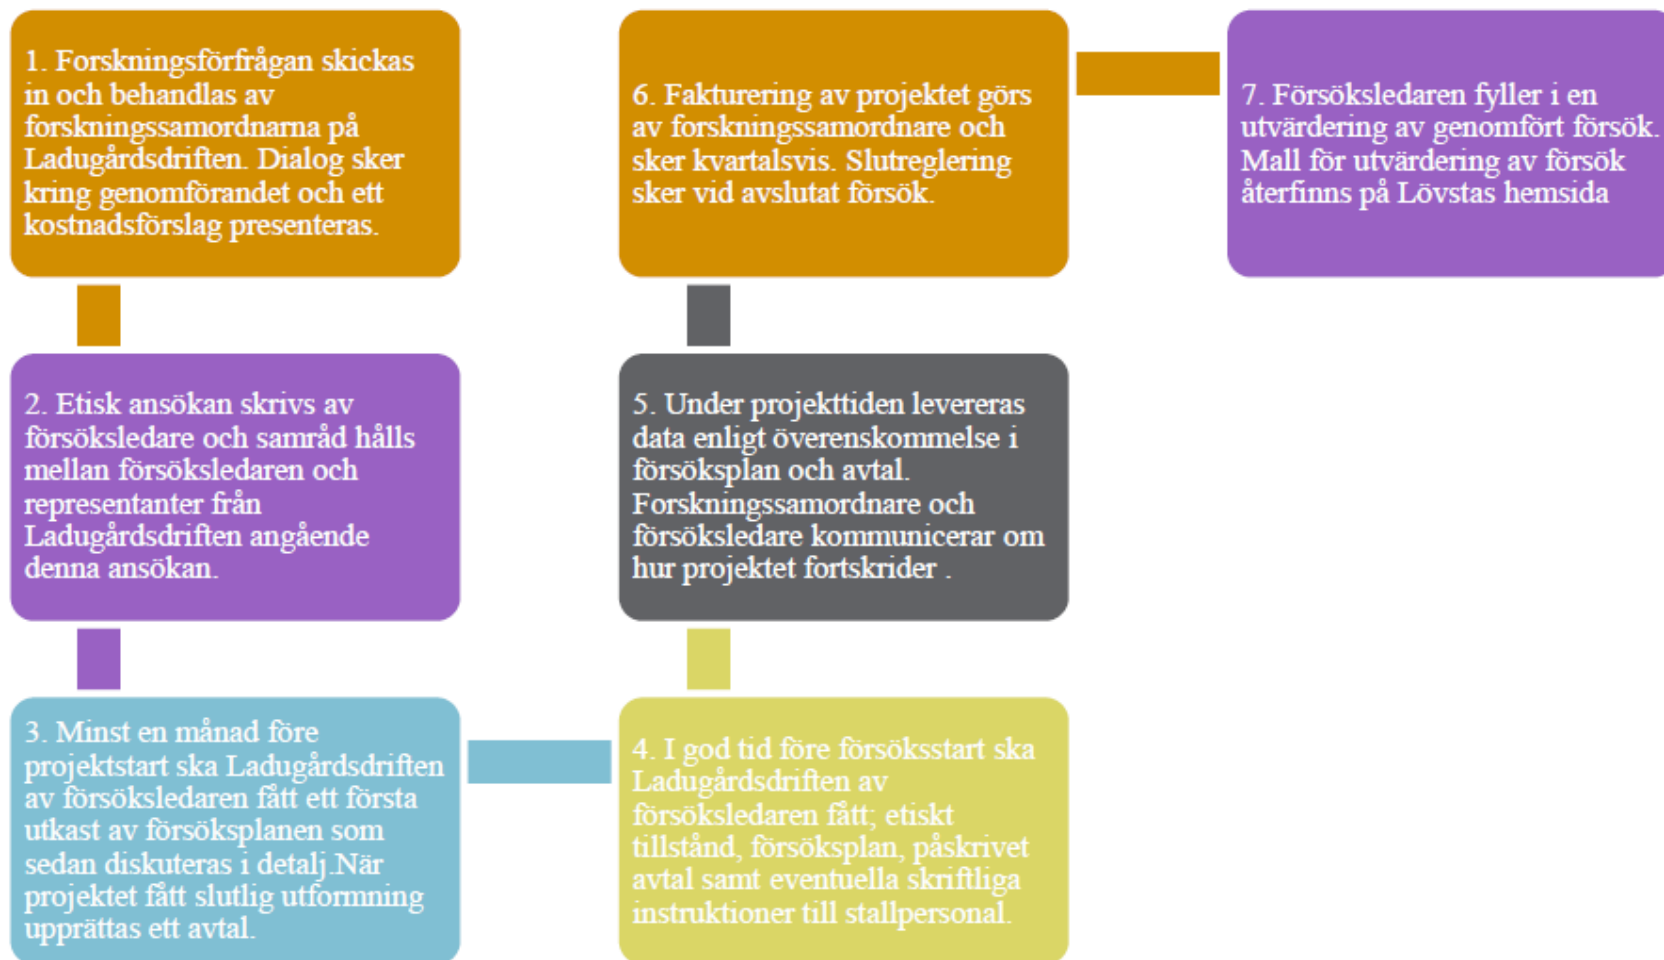 1. Forskningsförfrågan skickas
in och behandlas av
forskningssamordnarna på
Ladugårdsdriften. Dialog sker
kring genomförandet och ett
kostnadsförslag presenteras.
2. Etisk ansökan skrivs av
försöksledare och samråd hålls
mellan försöksledaren och
representanter från
Ladugårdsdriften angående
denna ansökan.
3. Minst en månad före
projektstart ska Ladugårdsdriften
av försöksledaren fått ett första
utkast av försöksplanen som
sedan diskuteras i detalj.När
projektet fått slutlig utformning
upprättas ett avtal.
4. I god tid före försöksstart ska
Ladugårdsdriften av
försöksledaren fått; etiskt
tillstånd, försöksplan, påskrivet
avtal samt eventuella skriftliga
instruktioner till stallpersonal.
5. Under projekttiden levereras
data enligt överenskommelse i
försöksplan och avtal.
Forskningssamordnare och
försöksledare kommunicerar om
hur projektet fortskrider .
6. Fakturering av projektet görs
av forskningssamordnare och
sker kvartalsvis. Slutreglering
sker vid avslutat försök.
7. Försöksledaren fyller i en
utvärdering av genomfört försök.
Mall för utvärdering av försök
återfinns på Lövstas hemsida